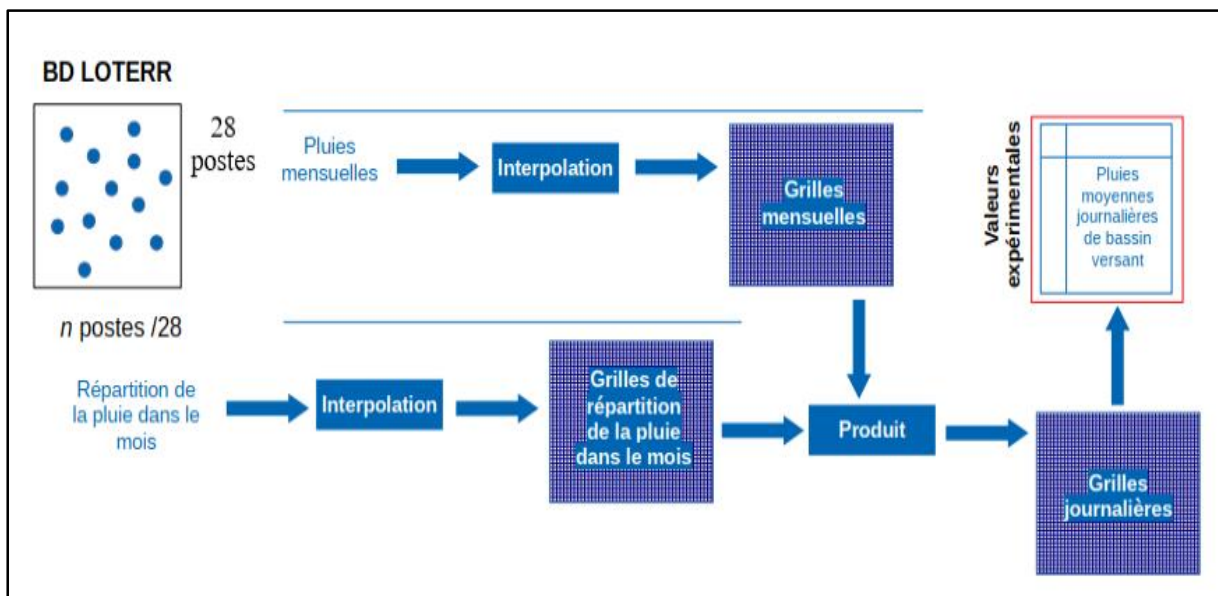 BD LOTERR
28
postes
Pluies
mensuelles
Interpolation
Grilles
mensuelles
Valeurs
expérimentales
Pluies
moyennes
journalières
de bassin
versant
n postes /28
Répartition de
la pluie dans le
mois
Interpolation
Grilles de
répartition
de la pluie
dans le mois
Produit
Grilles
journalières